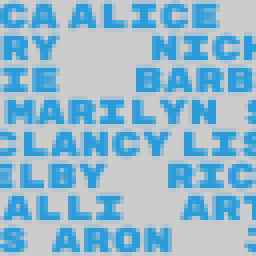 CA ALICE
RY NICH
IE BARB
MARILYN S
CLANCY LIS
ELBY RIC
ALLI ART
S ARON J